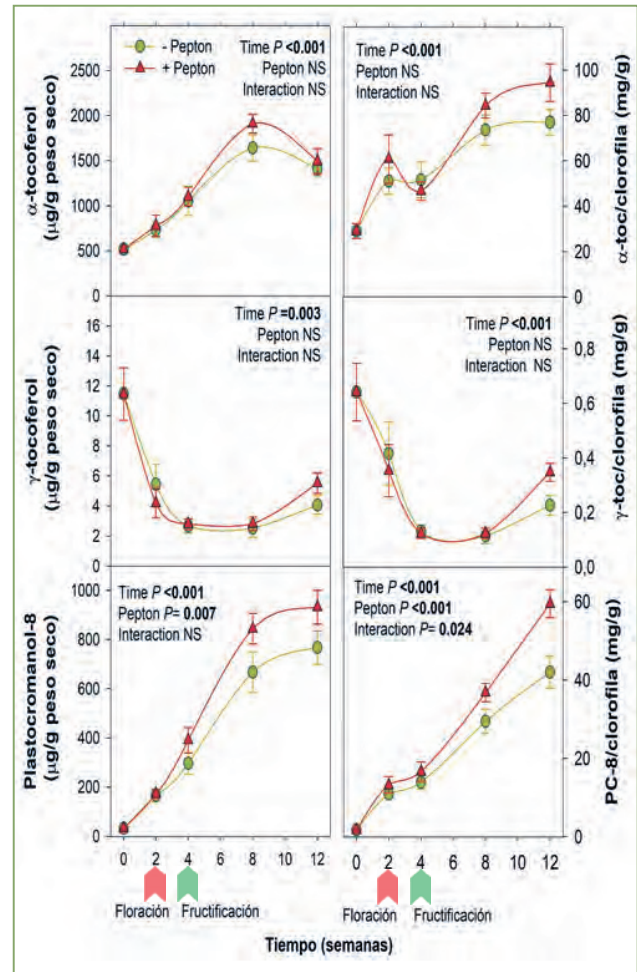 - Pepton
+ Pepton
Time P <0.001
Pepton NS
Interaction NS
α-tocoferol
(µg/g peso seco)
2500
2000
1500
1000
500
0
Time P <0.001
Pepton NS
Interaction NS
100
80
60
40
20
0
α-toc/clorofila (mg/g)
Time P =0.003
Pepton NS
Interaction NS
γ-tocoferol
(µg/g peso seco)
16
14
12
10
8
6
4
2
0
Time P <0.001
Pepton NS
Interaction NS
0,8
0,6
0,4
0,2
0,0
γ-toc/clorofila (mg/g)
Time P <0.001
Pepton P= 0.007
Interaction NS
Plastocromanol-8
(µg/g peso seco)
1000
800
600
400
200
0
Time P <0.001
Pepton P <0.001
Interaction P= 0.024
60
40
20
0
PC-8/clorofila (mg/g)
0 2 4 6 8 10 12
0 2 4 6 8 10 12
Floración Fructificación
Floración Fructificación
Tiempo (semanas)